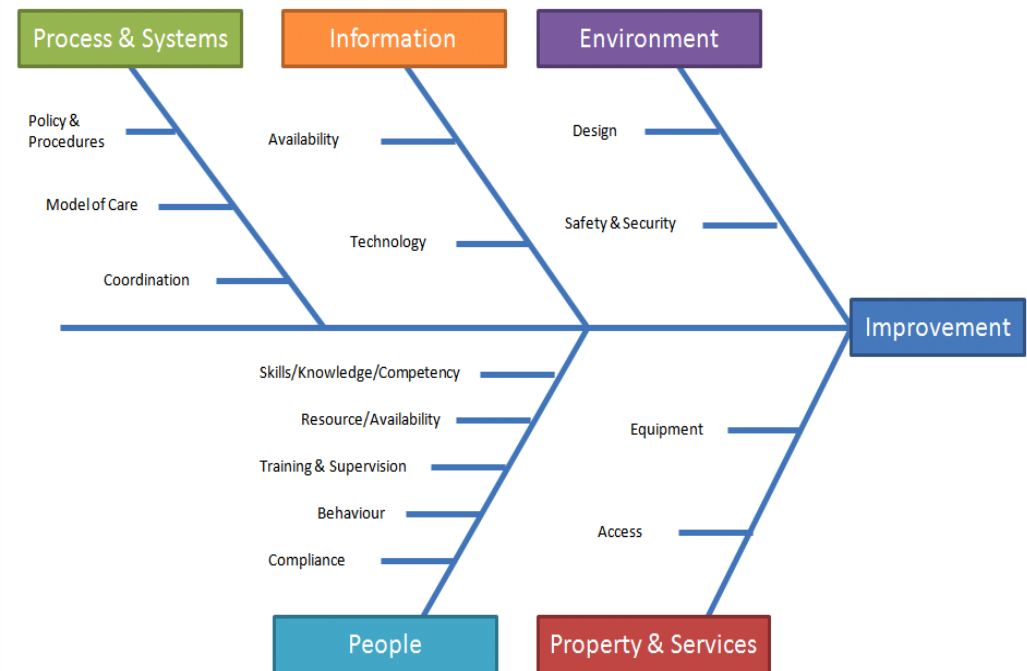 Process & Systems
Information
Environment
Policy &
Procedures
Availability
Design
Model of Care
Safety & Security
Technology
Coordination
Improvement
Skills/Knowledge/Competency
Resource/Availability
Equipment
Training & Supervision
Behaviour
Access
Compliance
People
Property & Services